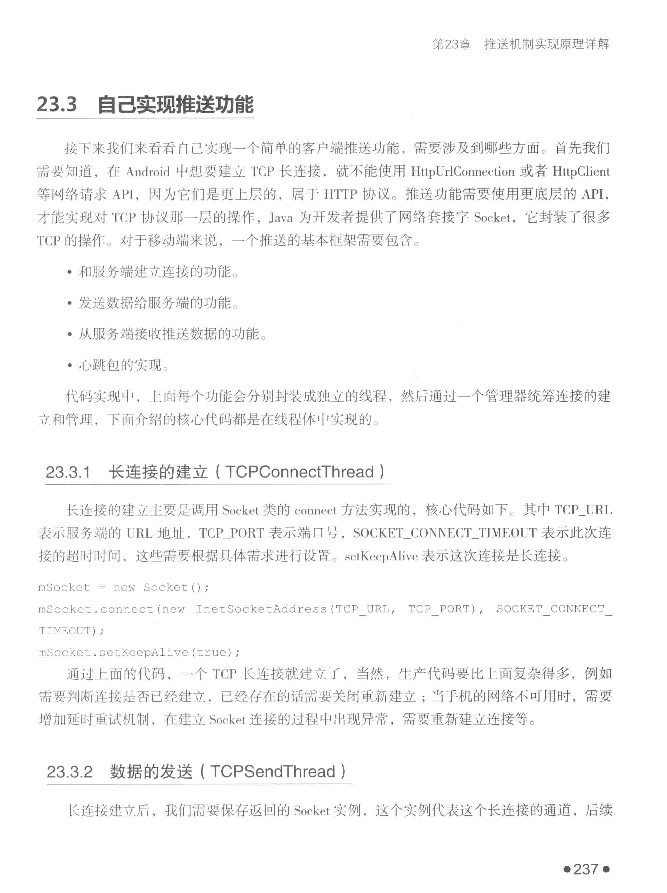 第23章 推送机制实现原理详解
23.3 自己实现推送功能
接下来我们来看看自己实现一个简单的客户端推送功能，需要涉及到哪些方面。首先我们
需要知道，在 Android 中想要建立 TCP 长连接，就不能使用 HttpUrlConnection 或者 HttpClient
等网络请求 API，因为它们是更上层的，属于 HTTP 协议。推送功能需要使用更底层的 API，
才能实现对 TCP 协议那一层的操作，Java 为开发者提供了网络套接字 Socket，它封装了很多
TCP 的操作。对于移动端来说，一个推送的基本框架需要包含。
• 和服务端建立连接的功能。
• 发送数据给服务端的功能。
• 从服务端接收推送数据的功能。
• 心跳包的实现。
代码实现中，上面每个功能会分别封装成独立的线程，然后通过一个管理器统筹连接的建
立和管理，下面介绍的核心代码都是在线程体中实现的。
23.3.1 长连接的建立（TCPConnectThread）
长连接的建立主要是调用 Socket 类的 connect 方法实现的，核心代码如下。其中 TCP_URL
表示服务端的 URL 地址，TCP_PORT 表示端口号，SOCKET_CONNECT_TIMEOUT 表示此次连
接的超时时间，这些需要根据具体需求进行设置。setKeepAlive 表示这次连接是长连接。
mSocket = new Socket();
mSocket.connect(new InetSocketAddress(TCP_URL, TCP_PORT), SOCKET_CONNECT_
TIMEOUT);
mSocket.setKeepAlive(true);
通过上面的代码，一个 TCP 长连接就建立了，当然，生产代码要比上面复杂得多，例如
需要判断连接是否已经建立，已经存在的话需要关闭重新建立；当手机的网络不可用时，需要
增加延时重试机制，在建立 Socket 连接的过程中出现异常，需要重新建立连接等。
23.3.2 数据的发送（TCPSendThread）
长连接建立后，我们需要保存返回的 Socket 实例，这个实例代表这个长连接的通道，后续
●237●